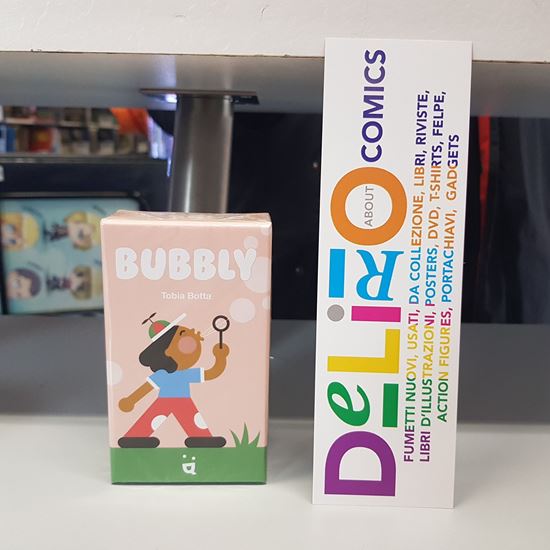 BUBBLY
Tobia Botta
DeLiRiO
ABOUT
COMICS
FUMETTI NUOVI, USATI, DA COLLEZIONE, LIBRI, RIVISTE,
LIBRI D'ILLUSTRAZIONI, POSTERS, DVD, T-SHIRTS, FELPE,
ACTION FIGURES, PORTACHIAVI, GADGETS